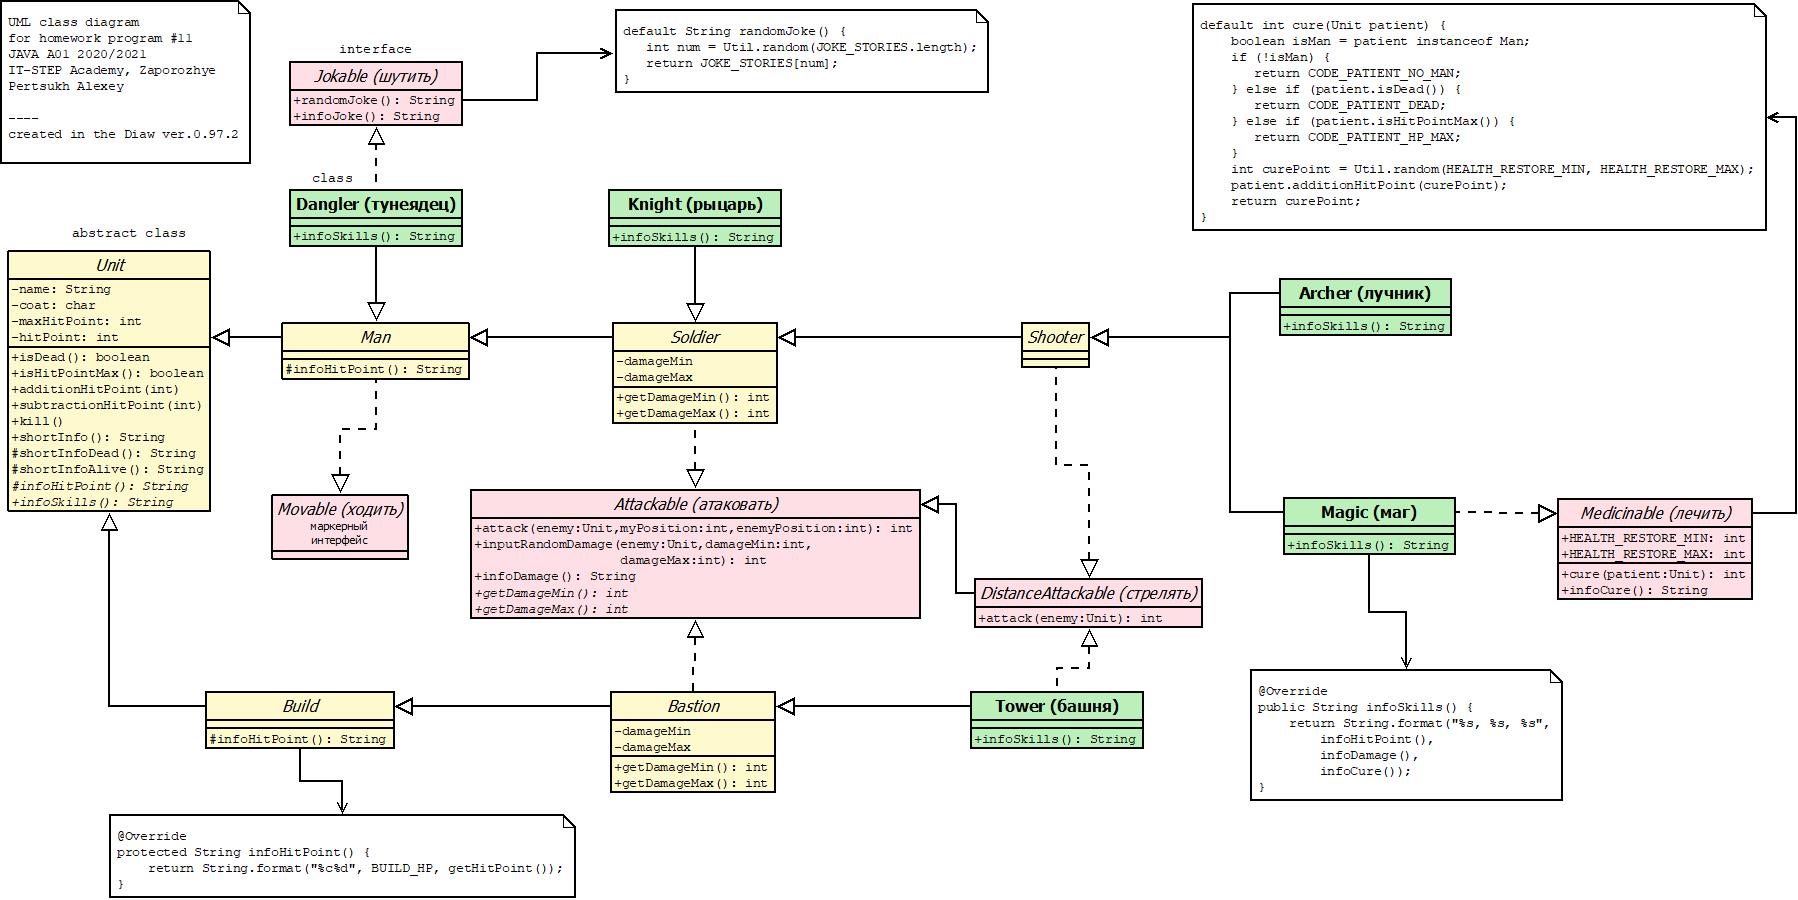 UML class diagram
for homework program #11
JAVA A01 2020/2021
IT-STEP Academy, Zaporozhye
Pertsukh Alexey
----
created in the Diaw ver.0.97.2
interface
Jokable (шутить)
+randomJoke(): String
+infoJoke(): String
default String randomJoke() {
int num = Util.random(JOKE_STORIES.length);
return JOKE_STORIES[num];
}
default int cure(Unit patient) {
boolean isMan = patient instanceof Man;
if (!isMan) {
return CODE_PATIENT_NO_MAN;
} else if (patient.isDead()) {
return CODE_PATIENT_DEAD;
} else if (patient.isHitPointMax()) {
return CODE_PATIENT_HP_MAX;
}
int curePoint = Util.random(HEALTH_RESTORE_MIN, HEALTH_RESTORE_MAX);
patient.additionHitPoint(curePoint);
return curePoint;
}
class
Dangler (тунеядец)
+infoSkills(): String
Knight (рыцарь)
+infoSkills(): String
abstract class
Unit
-name: String
-coat: char
-maxHitPoint: int
-hitPoint: int
+isDead(): boolean
+isHitPointMax(): boolean
+additionHitPoint(int)
+subtractionHitPoint(int)
+kill()
+shortInfo(): String
#shortInfoDead(): String
#shortInfoAlive(): String
#infoHitPoint(): String
+infoSkills(): String
Man
#infoHitPoint(): String
Soldier
-damageMin
-damageMax
+getDamageMin(): int
+getDamageMax(): int
Shooter
Archer (лучник)
+infoSkills(): String
Movable (ходить)
маркерный
интерфейс
Attackable (атаковать)
+attack(enemy:Unit,myPosition:int,enemyPosition:int): int
+inputRandomDamage(enemy:Unit,damageMin:int,
damageMax:int): int
+infoDamage(): String
+getDamageMin(): int
+getDamageMax(): int
DistanceAttackable (стрелять)
+attack(enemy:Unit): int
Magic (маг)
+infoSkills(): String
Medicinable (лечить)
+HEALTH_RESTORE_MIN: int
+HEALTH_RESTORE_MAX: int
+cure(patient:Unit): int
+infoCure(): String
Build
#infoHitPoint(): String
Bastion
-damageMin
-damageMax
+getDamageMin(): int
+getDamageMax(): int
Tower (башня)
+infoSkills(): String
@Override
public String infoSkills() {
return String.format("%s, %s, %s",
infoHitPoint(),
infoDamage(),
infoCure());
}
@Override
protected String infoHitPoint() {
return String.format("%c%d", BUILD_HP, getHitPoint());
}